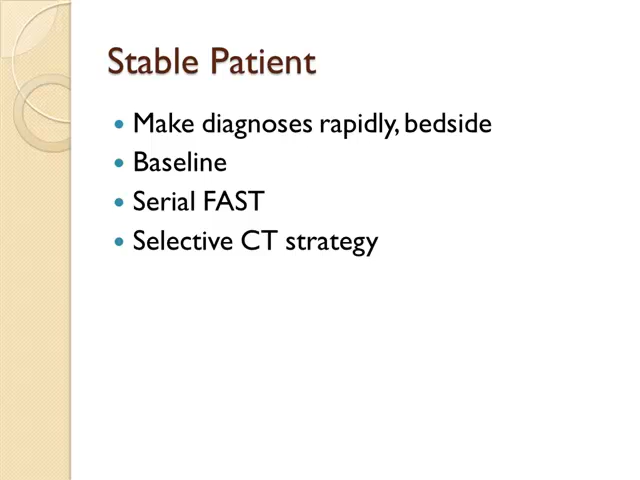 Stable Patient
Make diagnoses rapidly, bedside
Baseline
Serial FAST
Selective CT strategy